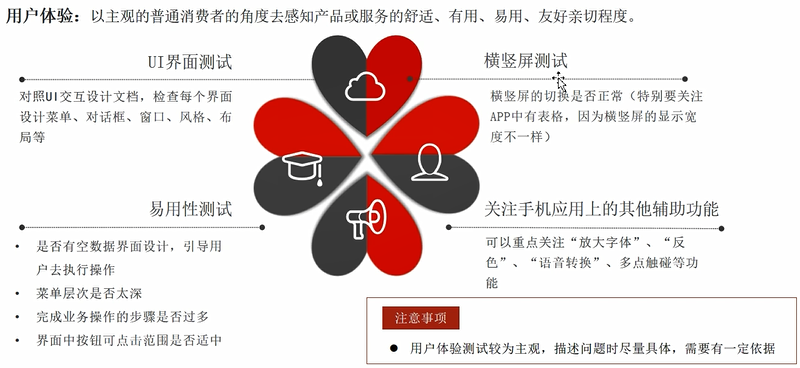 用户体验：以主观的普通消费者的角度去感知产品或服务的舒适、有用、易用、友好亲切程度。
UI界面测试
对照UI交互设计文档，检查每个界面
设计菜单、对话框、窗口、风格、布
局等
横竖屏测试
横竖屏的切换是否正常（特别要关注
APP中有表格，因为横竖屏的显示宽
度不一样）
易用性测试
• 是否有空数据界面设计，引导用
户去执行操作
• 菜单层次是否太深
• 完成业务操作的步骤是否过多
• 界面中按钮可点击范围是否适中
关注手机应用上的其他辅助功能
可以重点关注“放大字体”、“反
色”、“语音转换”、多点触碰等功
能
注意事项
● 用户体验测试较为主观，描述问题时尽量具体，需要有一定依据